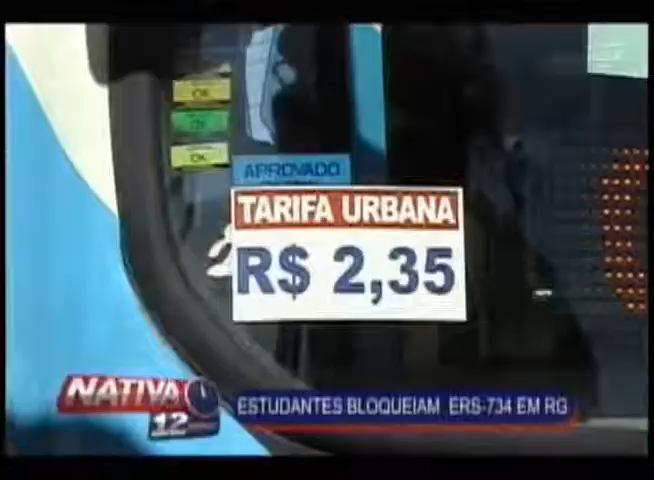 OK
OK
OK
APROVADO
TARIFA URBANA
R$ 2,35
NATIVA
12
ESTUDANTES BLOQUEIAM ERS-734 EM RG